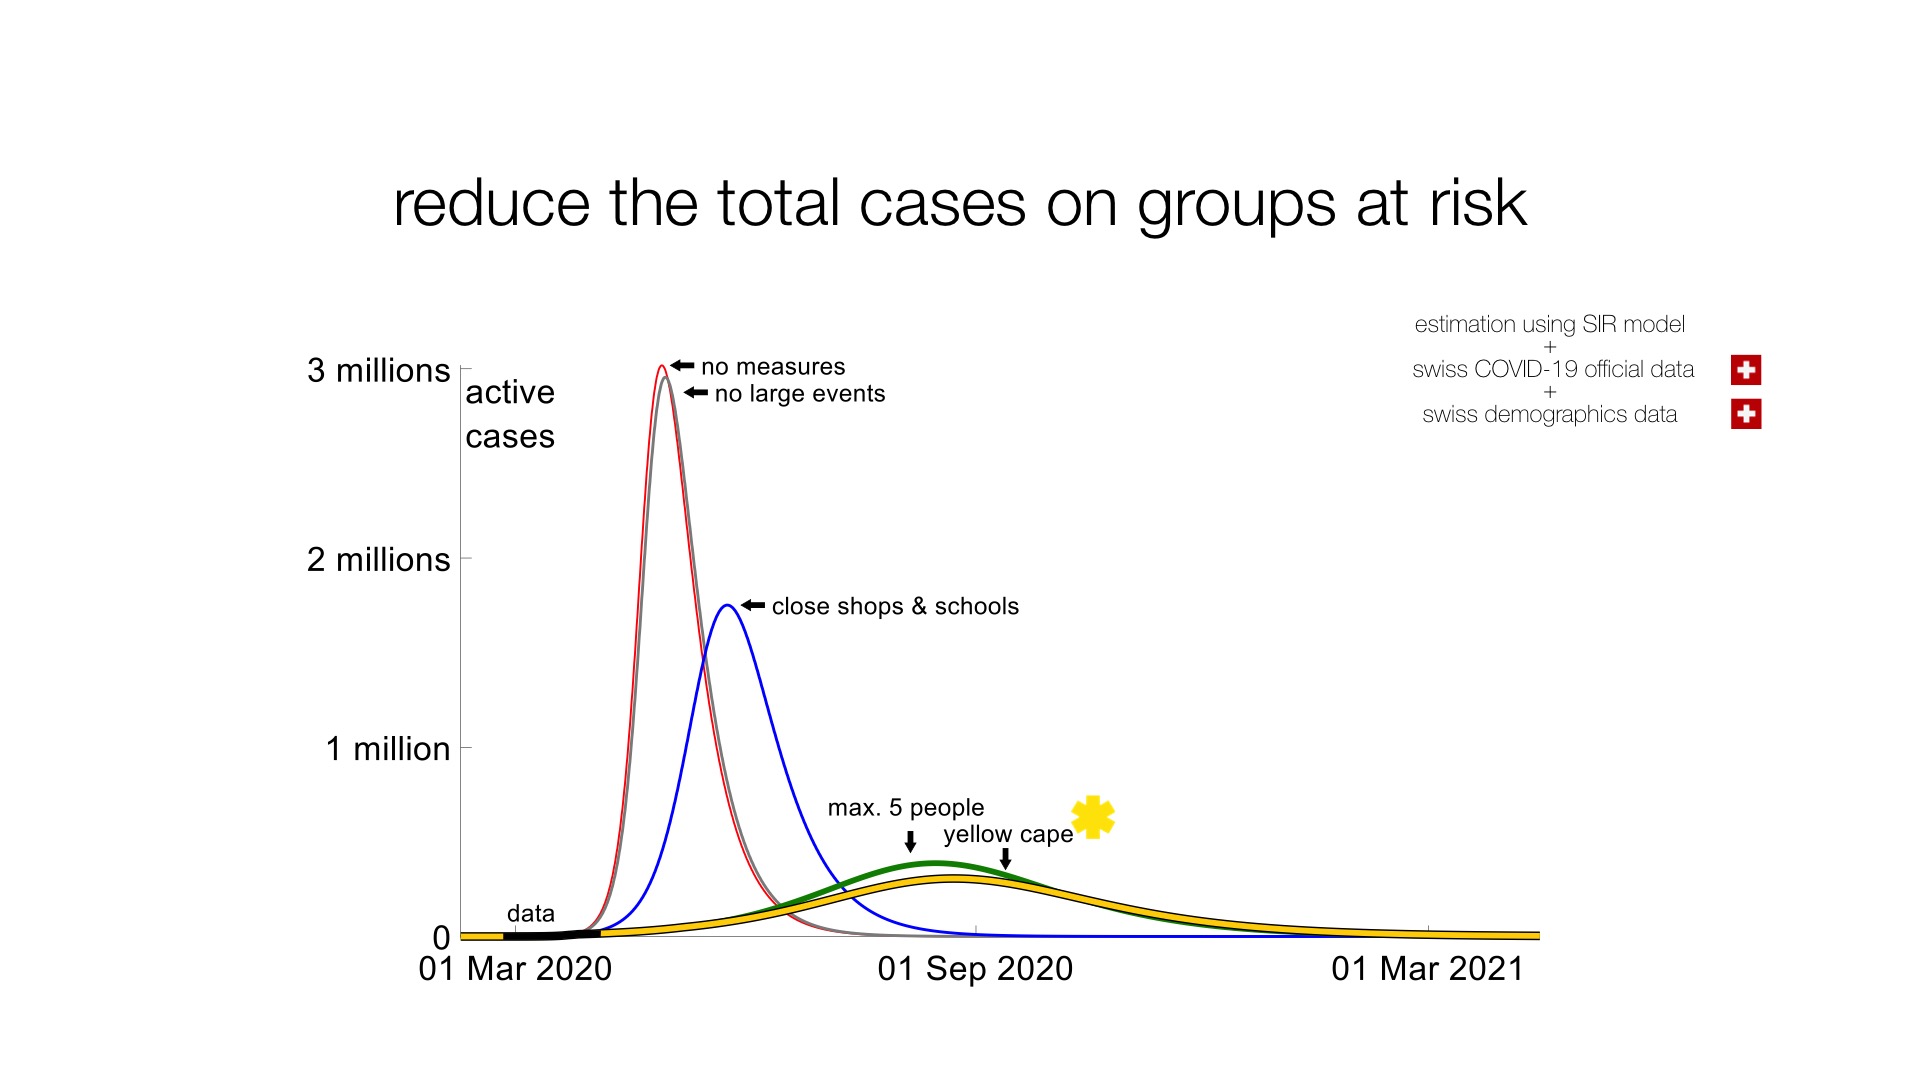 reduce the total cases on groups at risk
estimation using SIR model
+
swiss COVID-19 official data
+
swiss demographics data
3 millions
active
cases
no measures
no large events
2 millions
close shops & schools
1 million
max. 5 people
yellow cape
data
0
01 Mar 2020
01 Sep 2020
01 Mar 2021